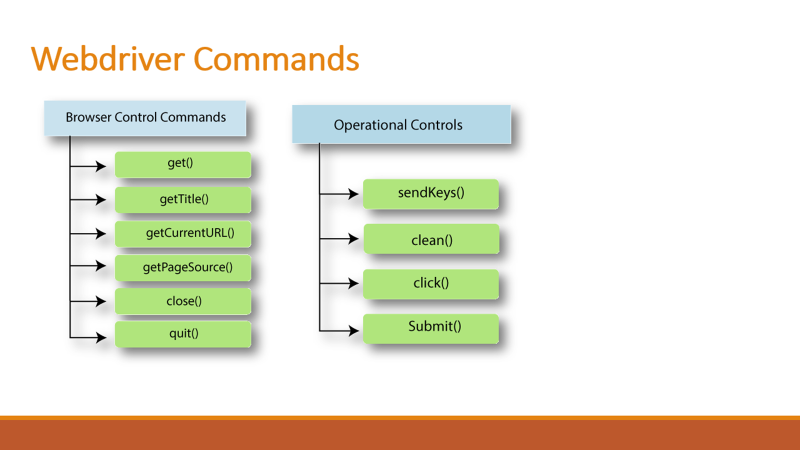 Webdriver Commands
Browser Control Commands
get()
getTitle()
getCurrentURL()
getPageSource()
close()
quit()
Operational Controls
sendKeys()
clean()
click()
Submit()